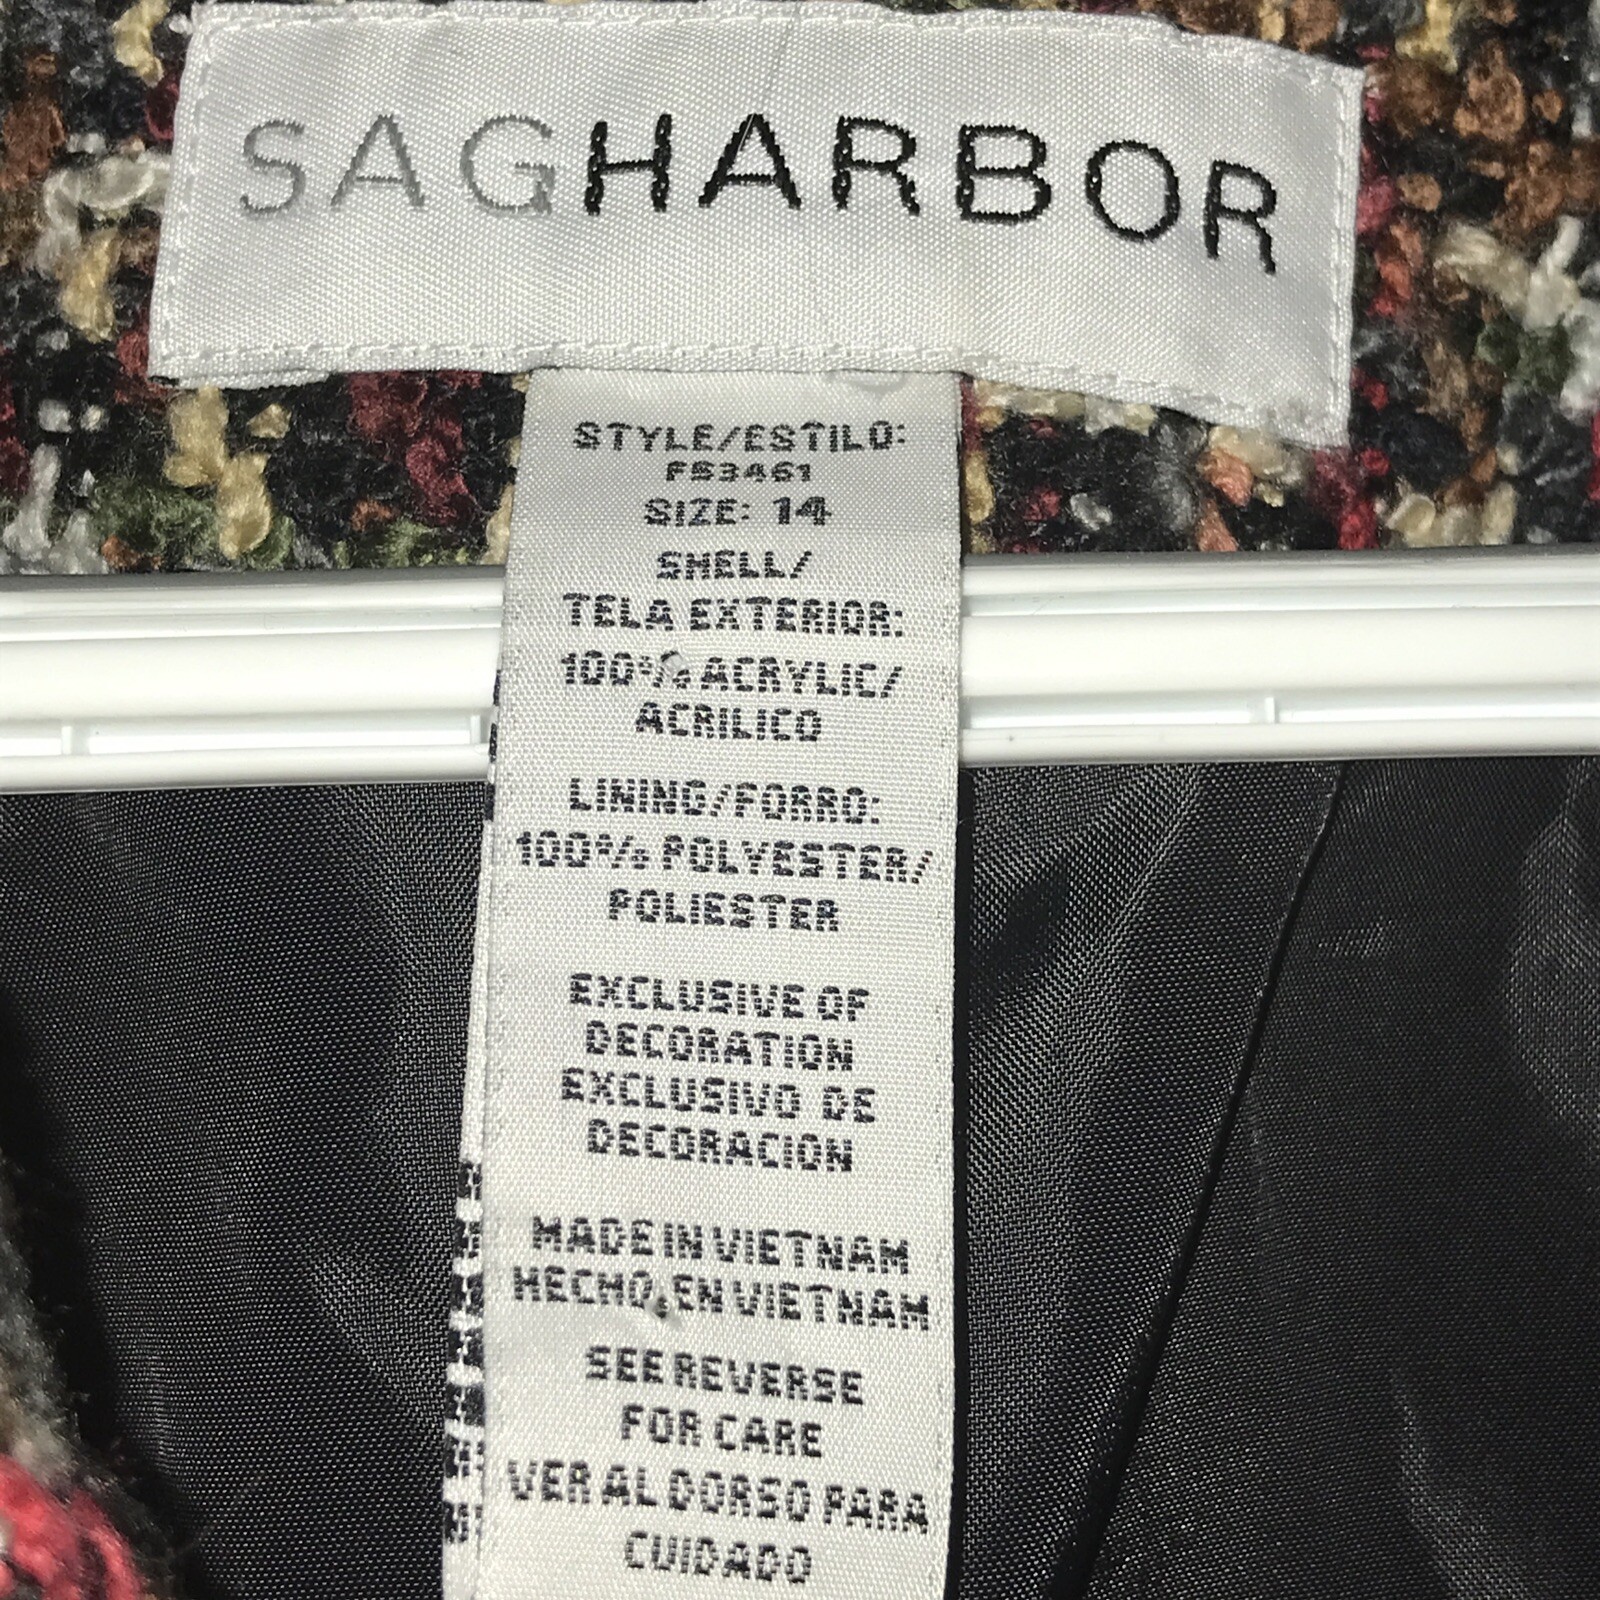 SAGHARBOR
STYLE/ESTILO:
FS3461
SIZE: 14
SHELL/
TELA EXTERIOR:
100% ACRYLIC/
ACRILICO
LINING/FORRO:
100% POLYESTER/
POLIESTER
EXCLUSIVE OF
DECORATION
EXCLUSIVO DE
DECORACION
MADE IN VIETNAM
HECHO EN VIETNAM
SEE REVERSE
FOR CARE
VER AL DORSO PARA
CUIDADO